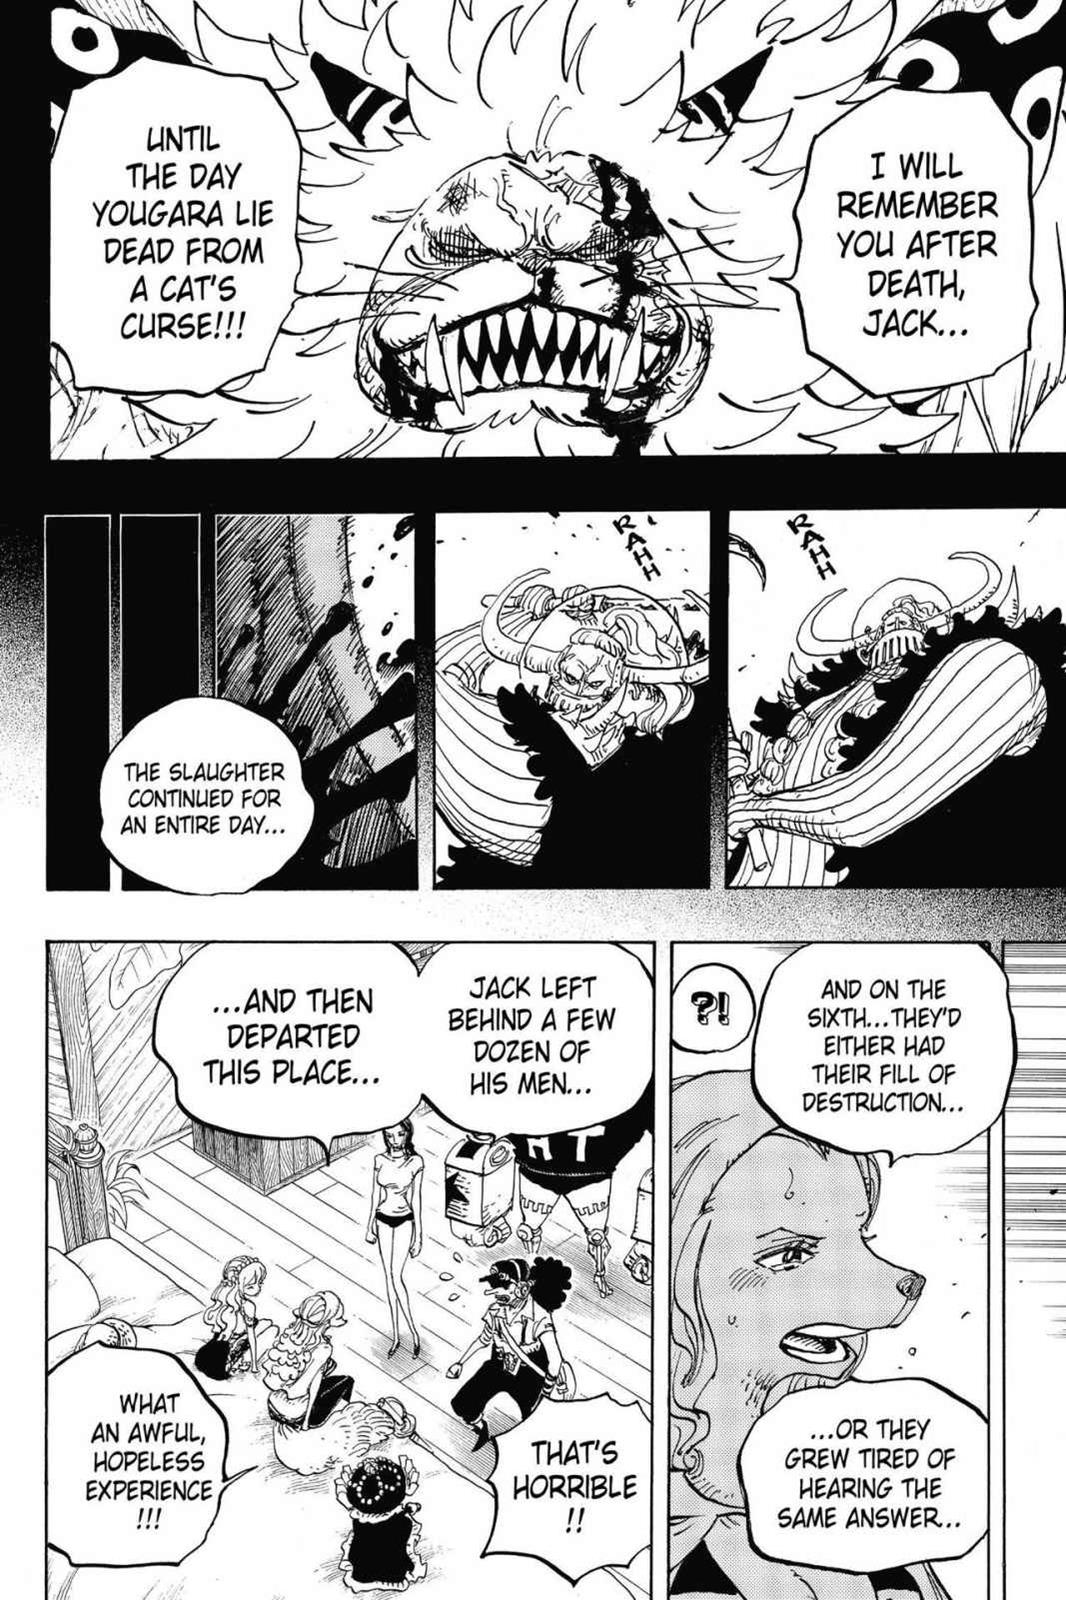 I WILL
REMEMBER
YOU AFTER
DEATH,
JACK...
UNTIL
THE DAY
YOUGARA LIE
DEAD FROM
A CAT'S
CURSE!!!
RAHH
RAHH
THE SLAUGHTER
CONTINUED FOR
AN ENTIRE DAY...
AND ON THE
SIXTH...THEY'D
EITHER HAD
THEIR FILL OF
DESTRUCTION...
?!
...OR THEY
GREW TIRED OF
HEARING THE
SAME ANSWER...
JACK LEFT
BEHIND A FEW
DOZEN OF
HIS MEN...
...AND THEN
DEPARTED
THIS PLACE...
THAT'S
HORRIBLE
!!
WHAT
AN AWFUL,
HOPELESS
EXPERIENCE
!!!